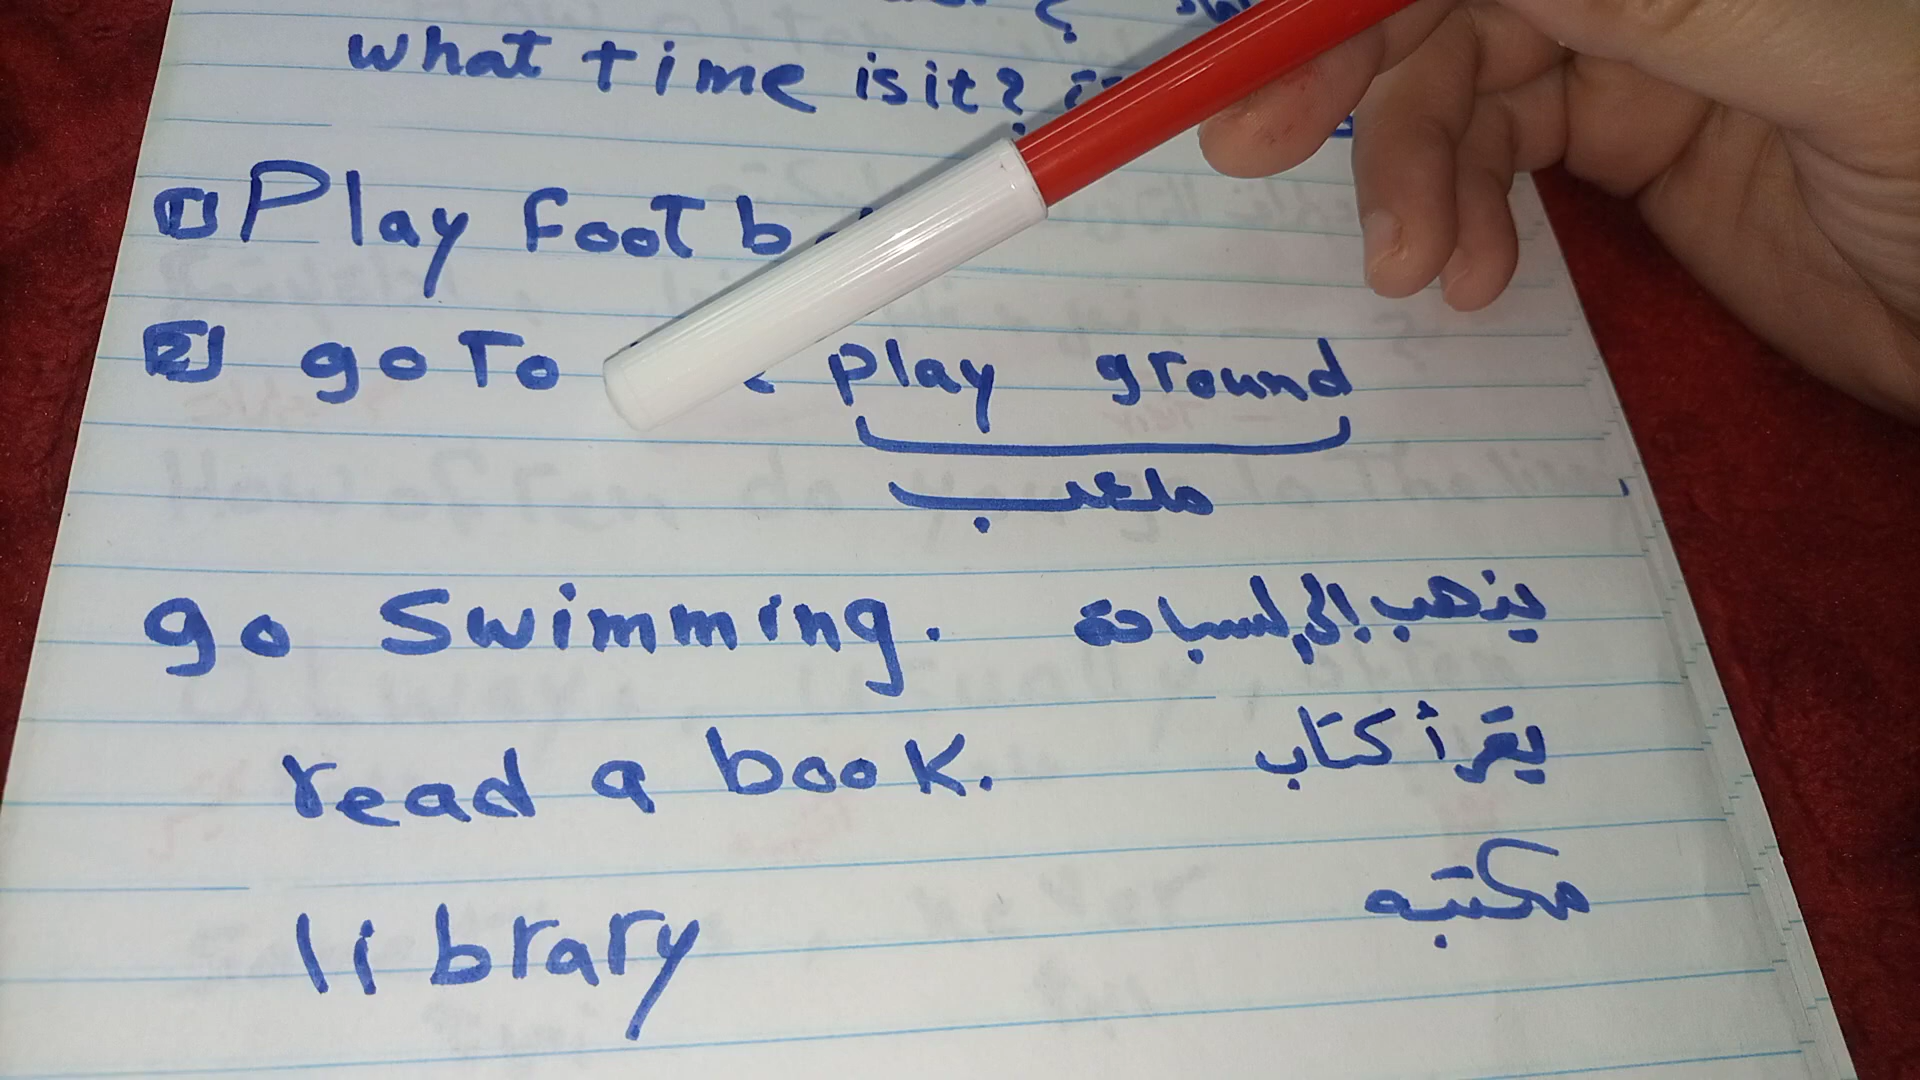 what time is it?
1 Play Foot
2 go To play ground
ملعب
go swimming. يذهب إلى السباحة
read a book. يقرأ كتاب
library مكتبه